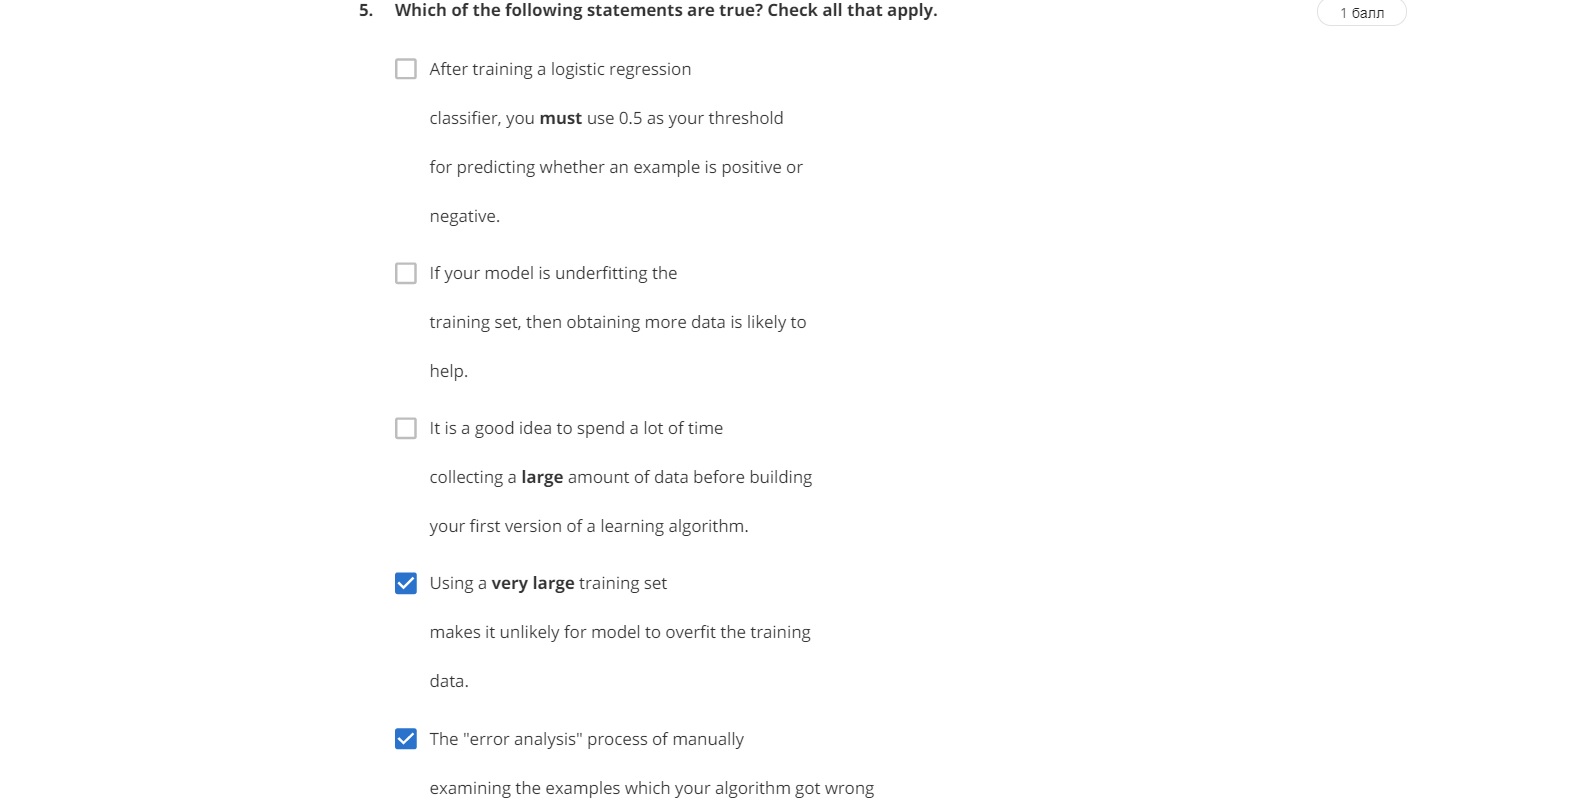 5. Which of the following statements are true? Check all that apply.
1 балл
After training a logistic regression
classifier, you must use 0.5 as your threshold
for predicting whether an example is positive or
negative.
If your model is underfitting the
training set, then obtaining more data is likely to
help.
It is a good idea to spend a lot of time
collecting a large amount of data before building
your first version of a learning algorithm.
Using a very large training set
makes it unlikely for model to overfit the training
data.
The "error analysis" process of manually
examining the examples which your algorithm got wrong